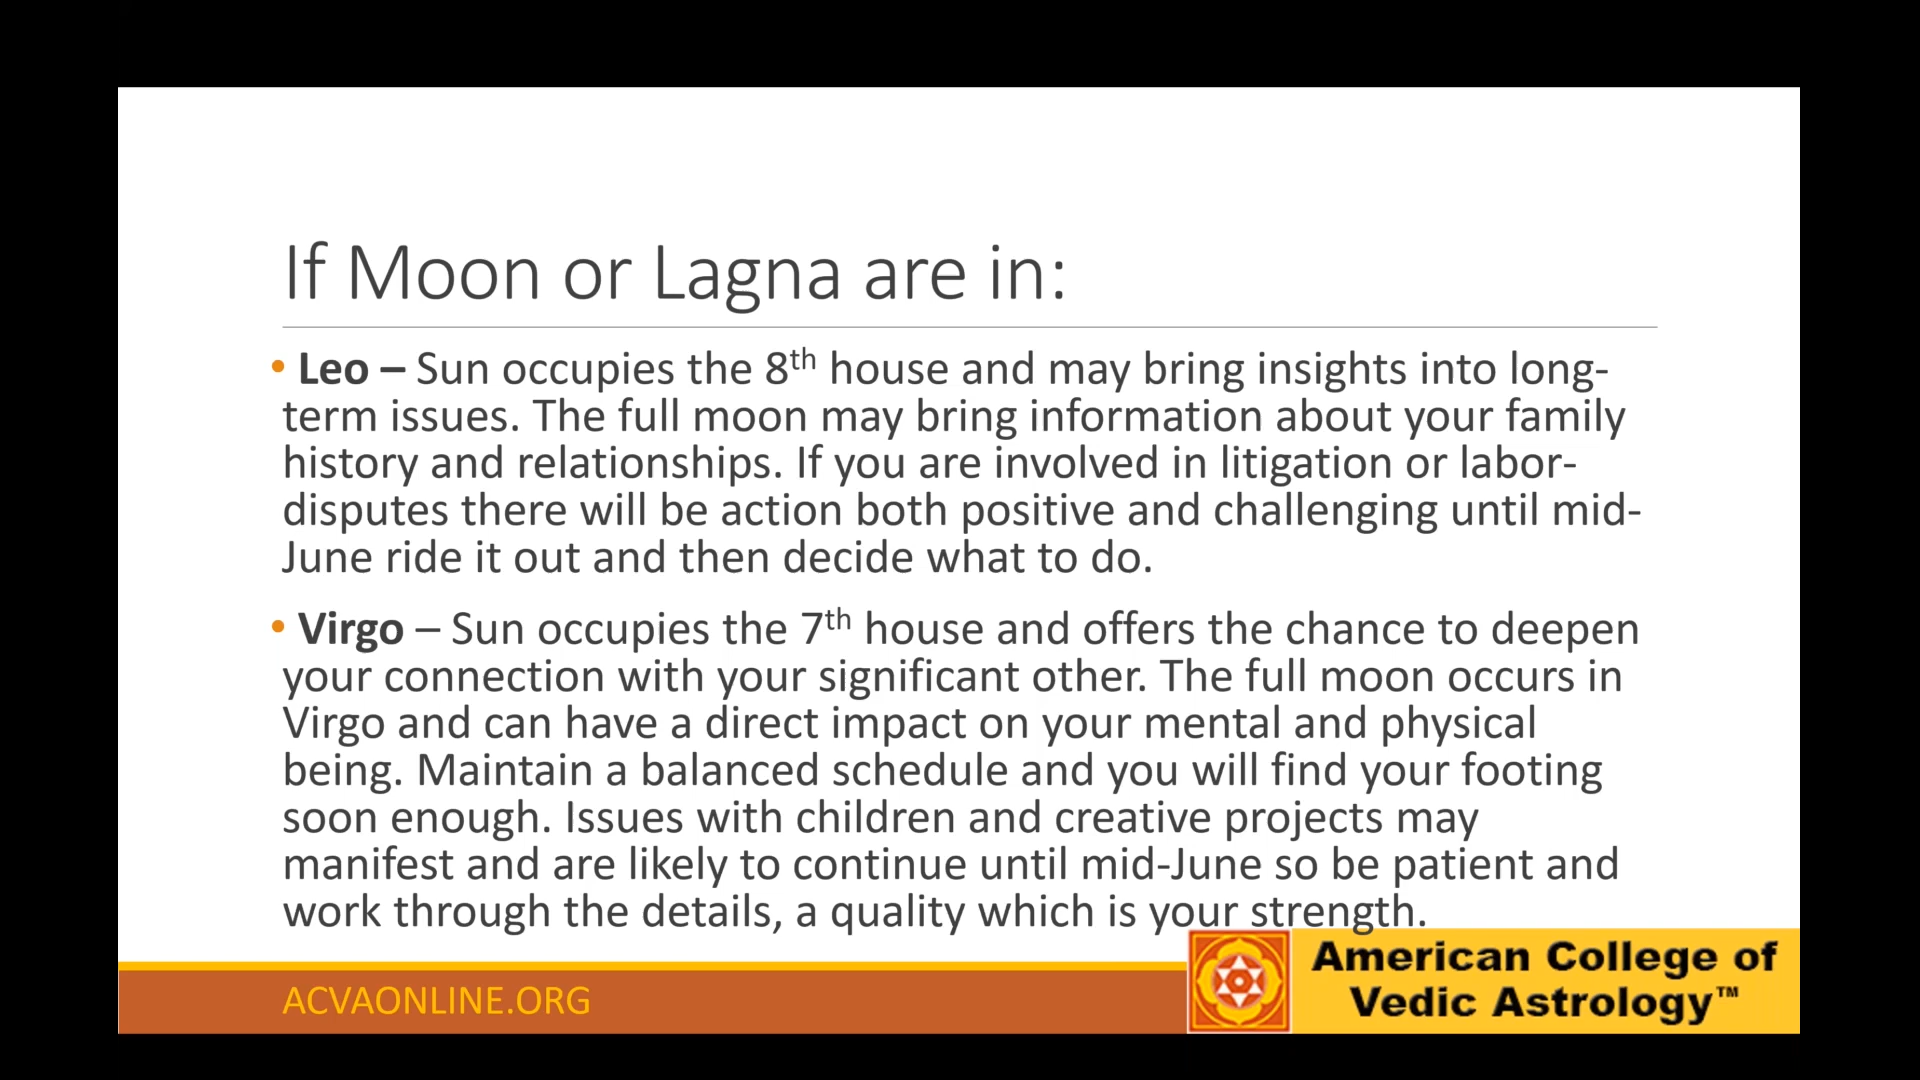 If Moon or Lagna are in:
• Leo – Sun occupies the 8th house and may bring insights into long-
term issues. The full moon may bring information about your family
history and relationships. If you are involved in litigation or labor-
disputes there will be action both positive and challenging until mid-
June ride it out and then decide what to do.
• Virgo – Sun occupies the 7th house and offers the chance to deepen
your connection with your significant other. The full moon occurs in
Virgo and can have a direct impact on your mental and physical
being. Maintain a balanced schedule and you will find your footing
soon enough. Issues with children and creative projects may
manifest and are likely to continue until mid-June so be patient and
work through the details, a quality which is your strength.
ACVAONLINE.ORG
American College of
Vedic Astrology™